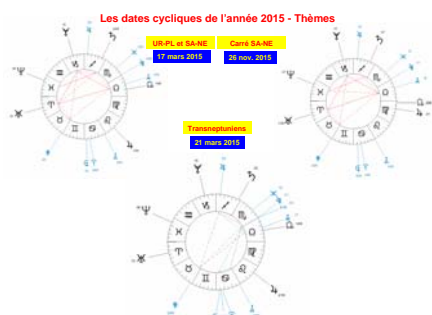 Les dates cycliques de l'année 2015 - Thèmes
UR-PL et SA-NE
Carré SA-NE
17 mars 2015
26 nov. 2015
Transneptuniens
21 mars 2015